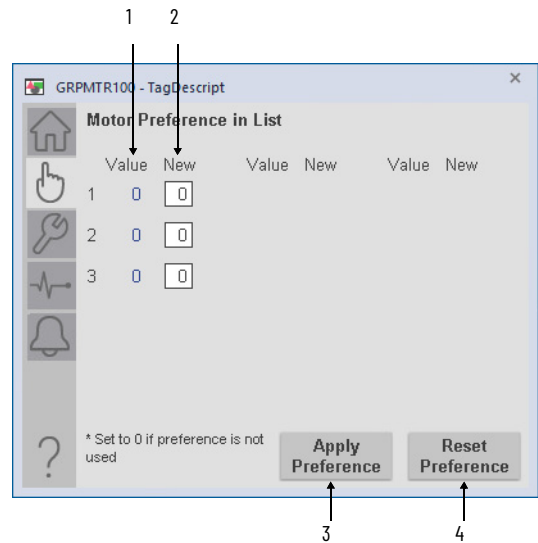 1 2
GRPMTR100 - TagDescript ×
Motor Preference in List
Value New Value New Value New
1 0 0
2 0 0
3 0 0
* Set to 0 if preference is not
used
Apply
Preference
Reset
Preference
?
3 4